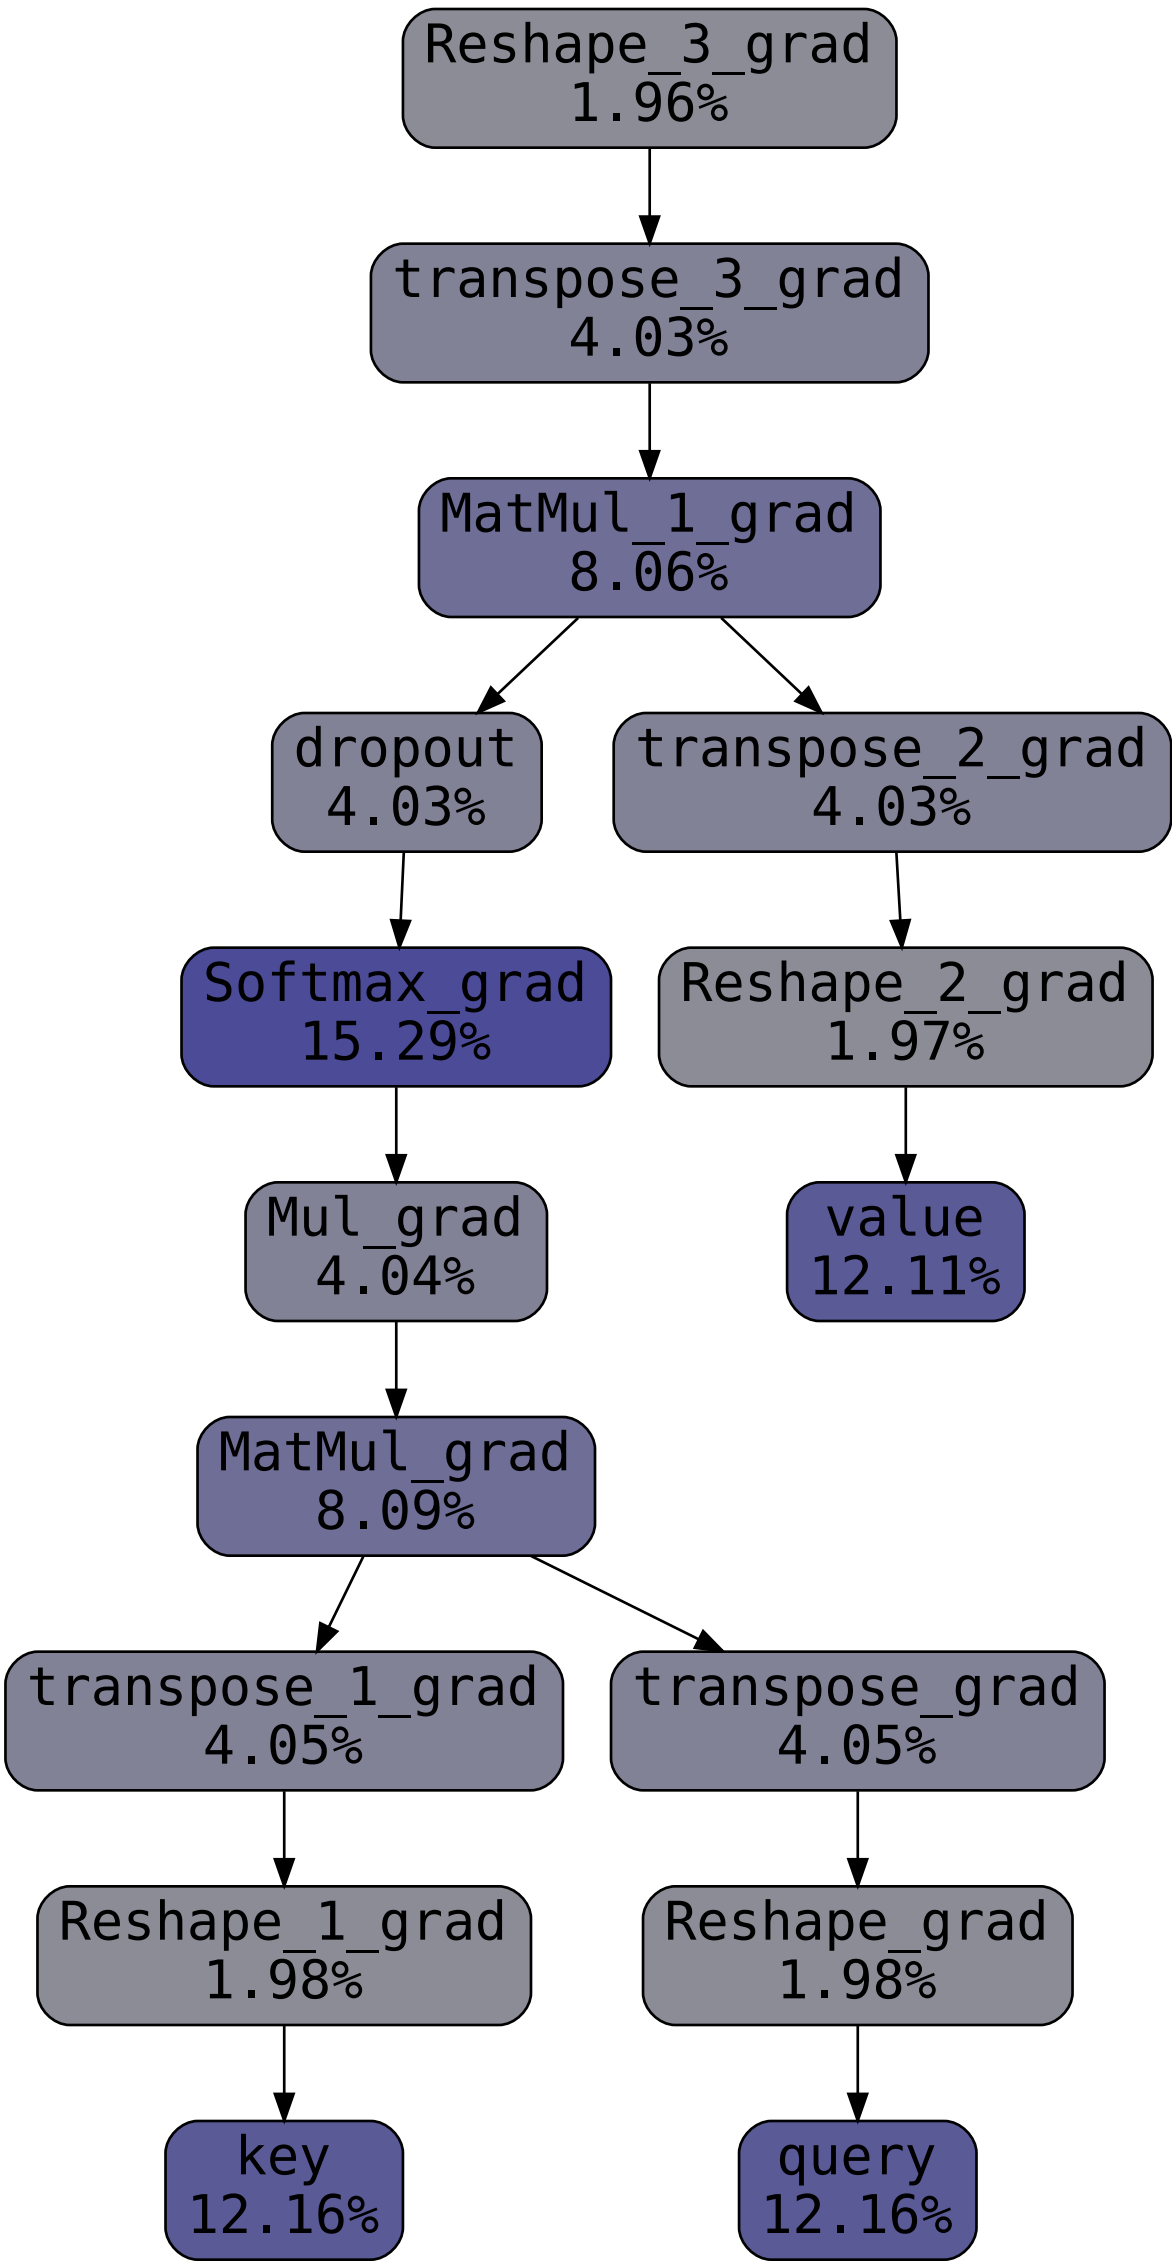 Reshape_3_grad
1.96%
transpose_3_grad
4.03%
MatMul_1_grad
8.06%
dropout
4.03%
transpose_2_grad
4.03%
Softmax_grad
15.29%
Reshape_2_grad
1.97%
Mul_grad
4.04%
value
12.11%
MatMul_grad
8.09%
transpose_1_grad
4.05%
transpose_grad
4.05%
Reshape_1_grad
1.98%
Reshape_grad
1.98%
key
12.16%
query
12.16%